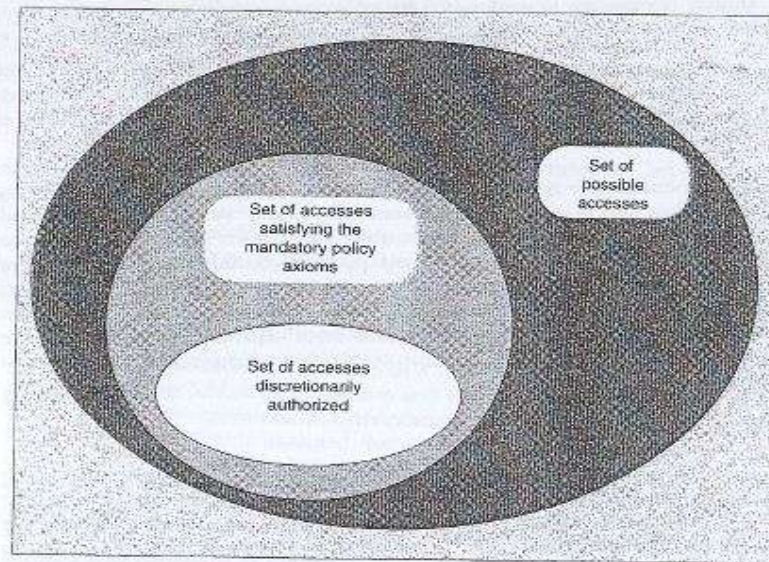 Set of
possible
accesses
Set of accesses
satisfying the
mandatory policy
axioms
Set of accesses
discretionarily
authorized